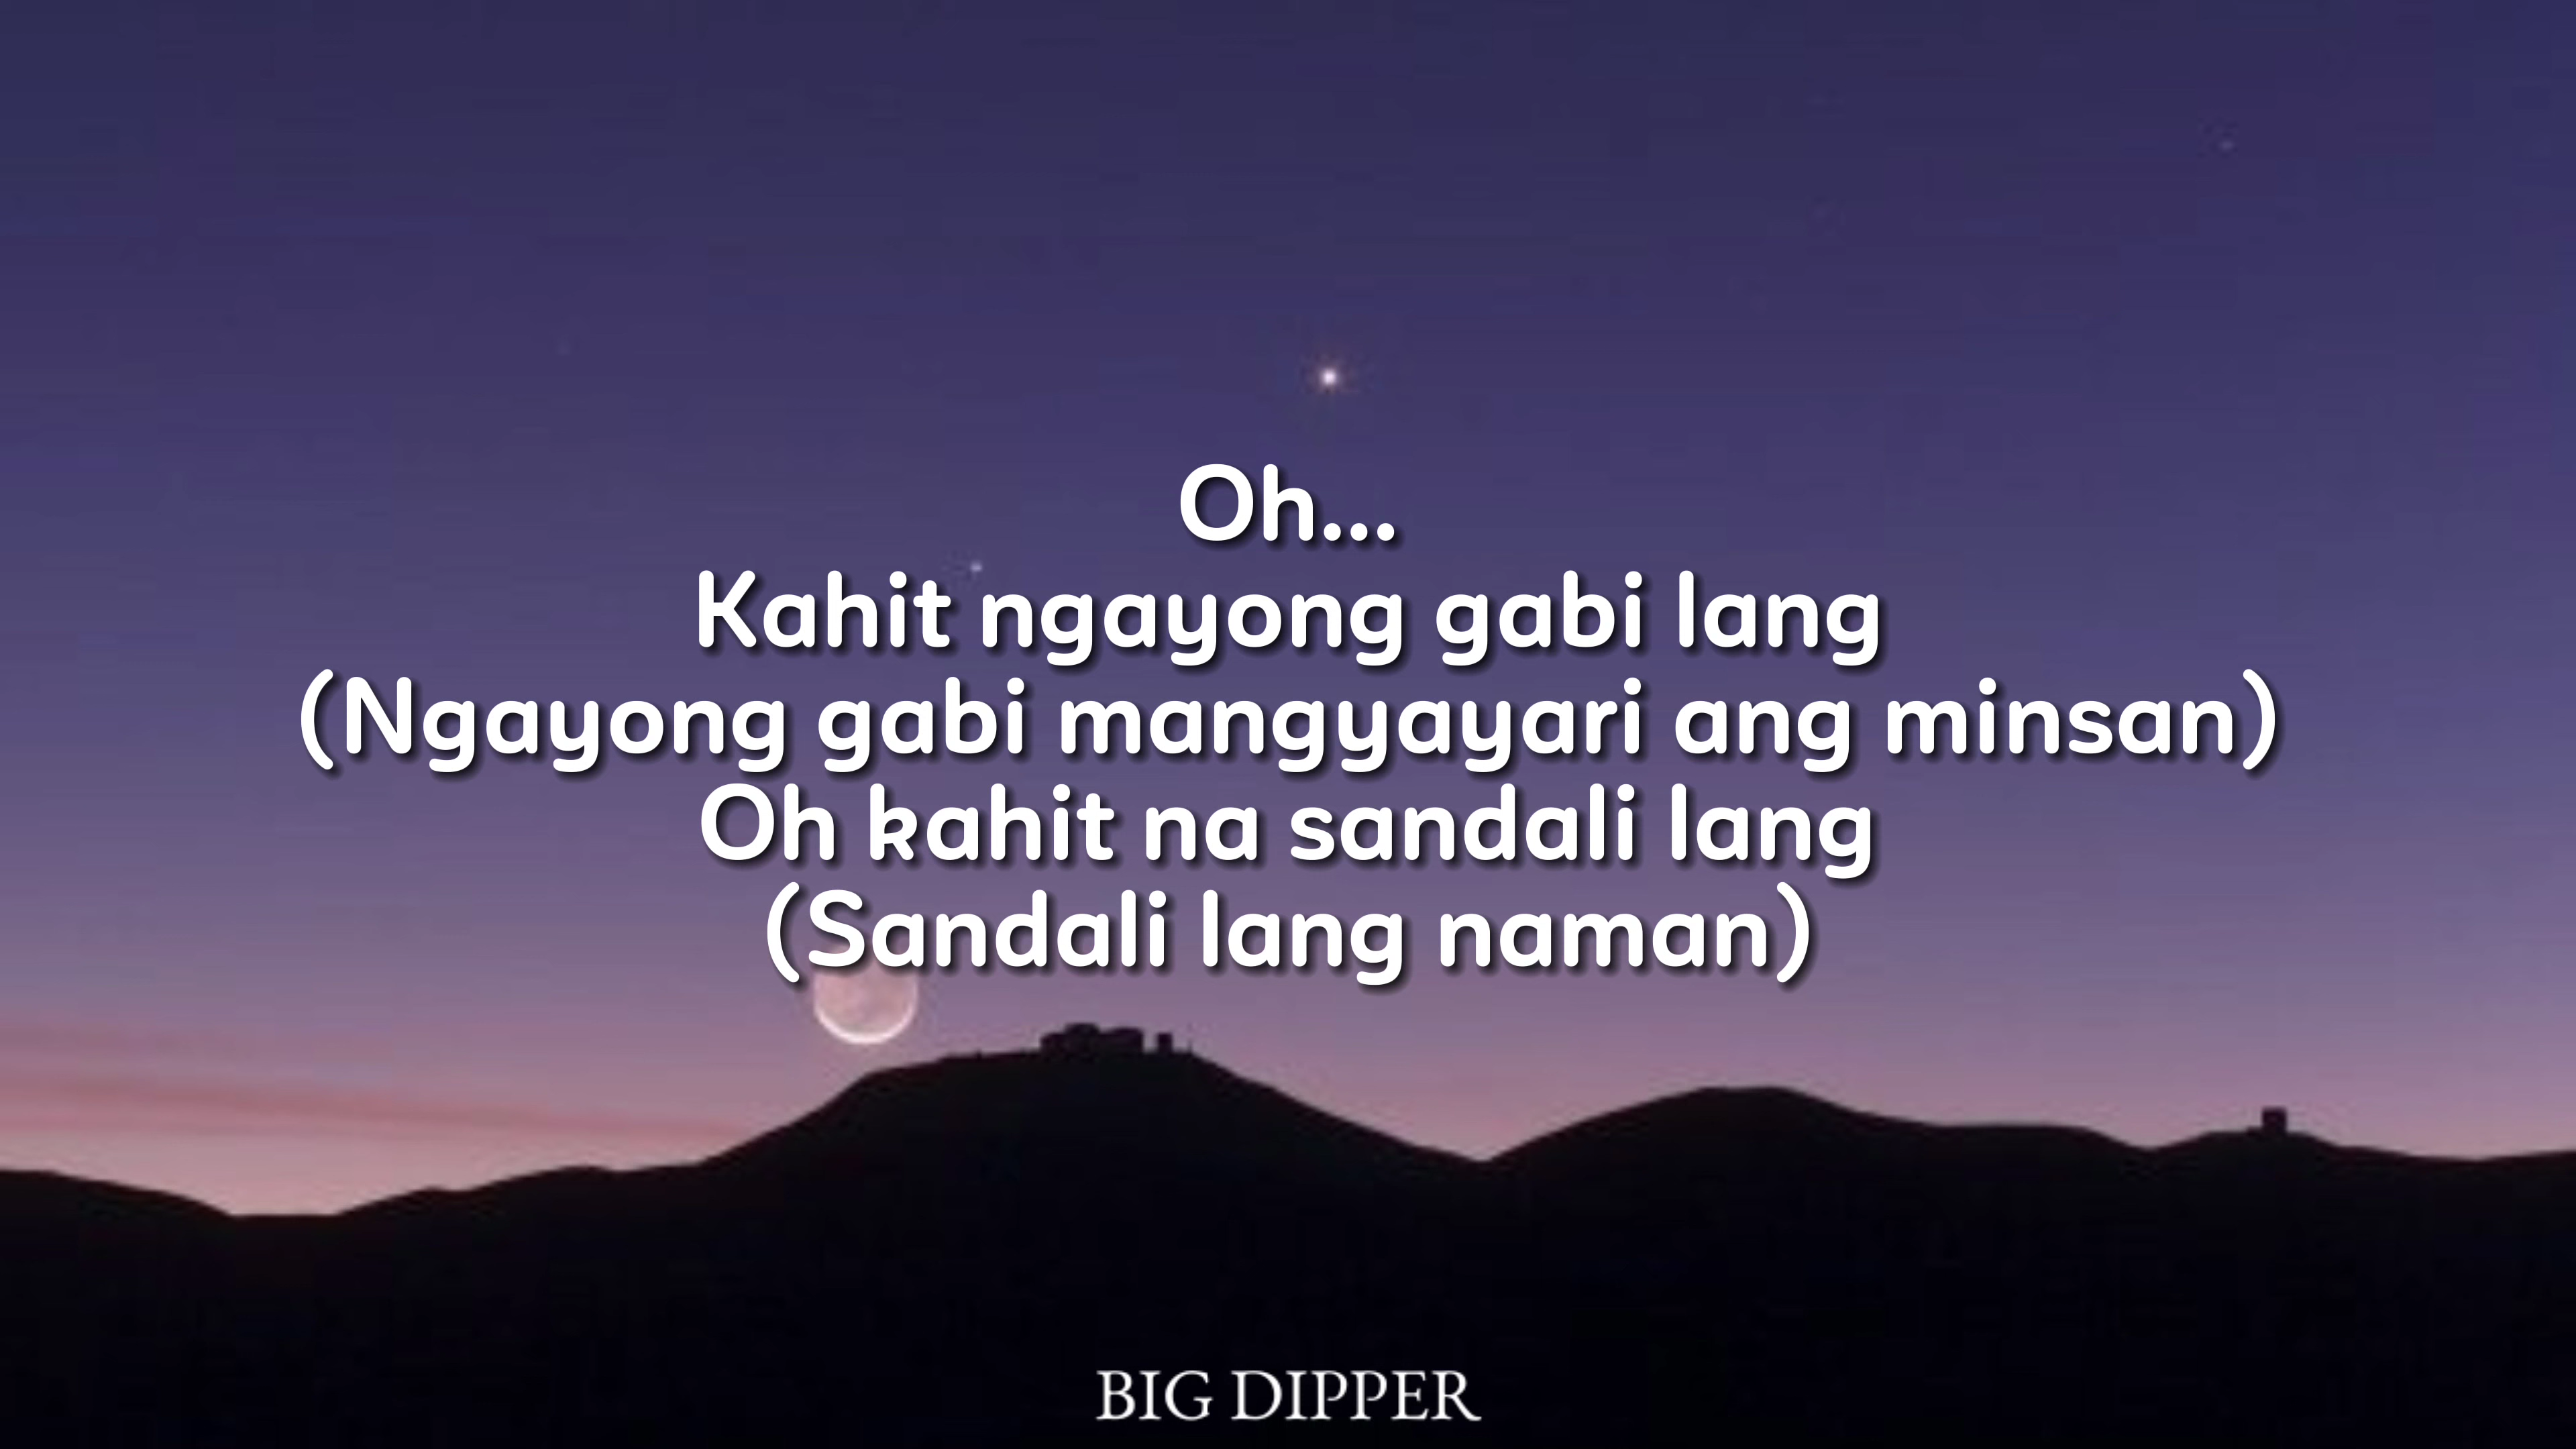 Oh...
Kahit ngayong gabi lang
(Ngayong gabi mangyayari ang minsan)
Oh kahit na sandali lang
(Sandali lang naman)
BIG DIPPER